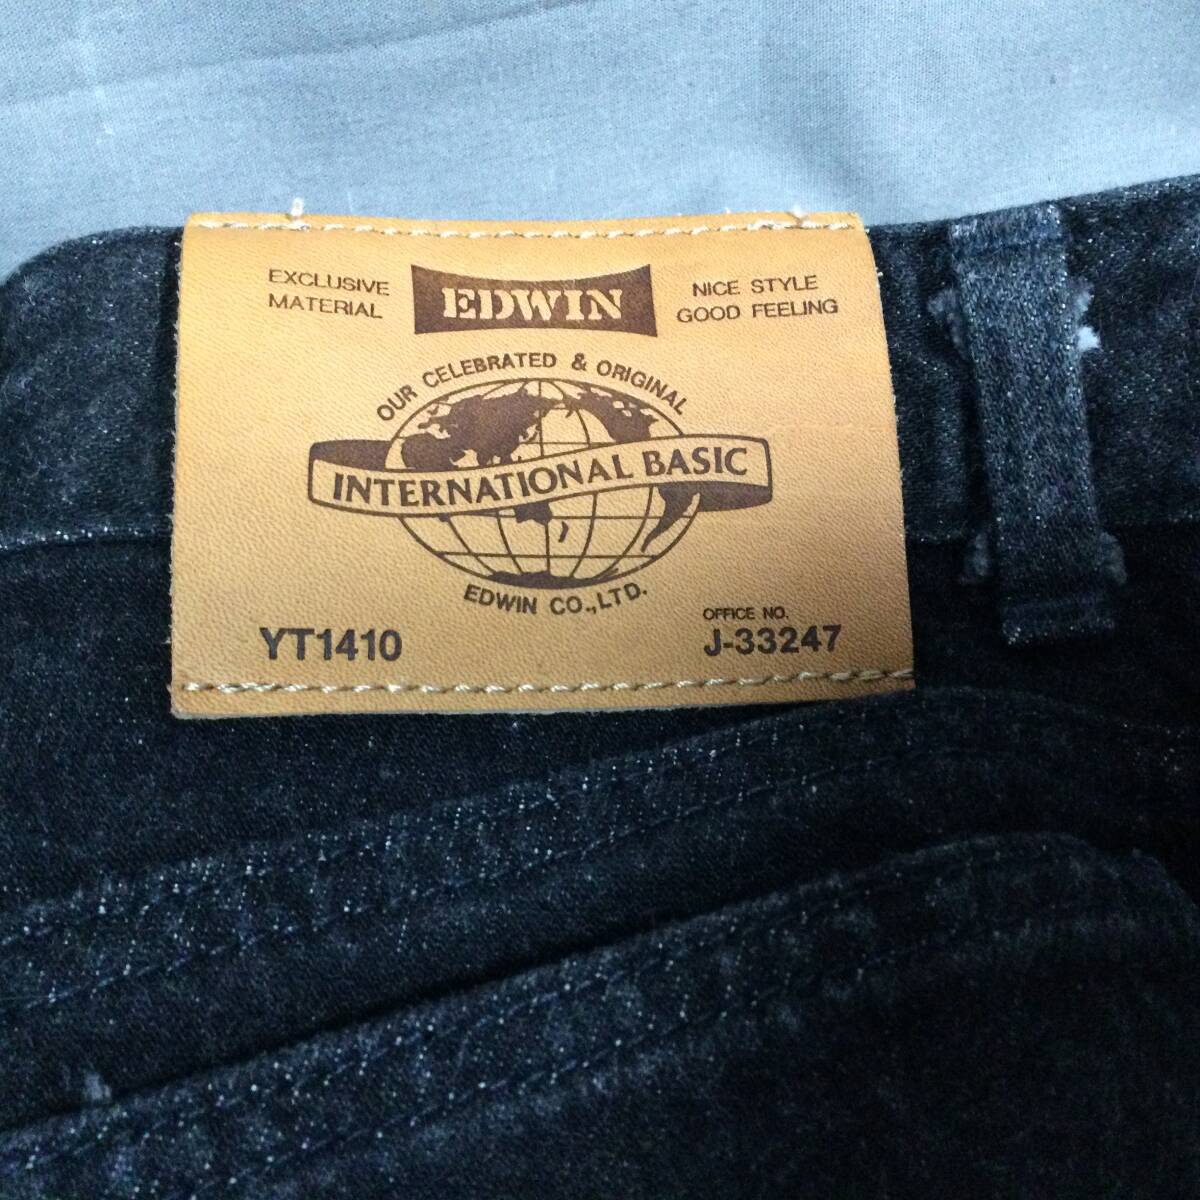 EXCLUSIVE
MATERIAL
EDWIN
NICE STYLE
GOOD FEELING
OUR CELEBRATED & ORIGINAL
INTERNATIONAL BASIC
EDWIN CO.,LTD.
YT1410
OFFICE NO.
J-33247